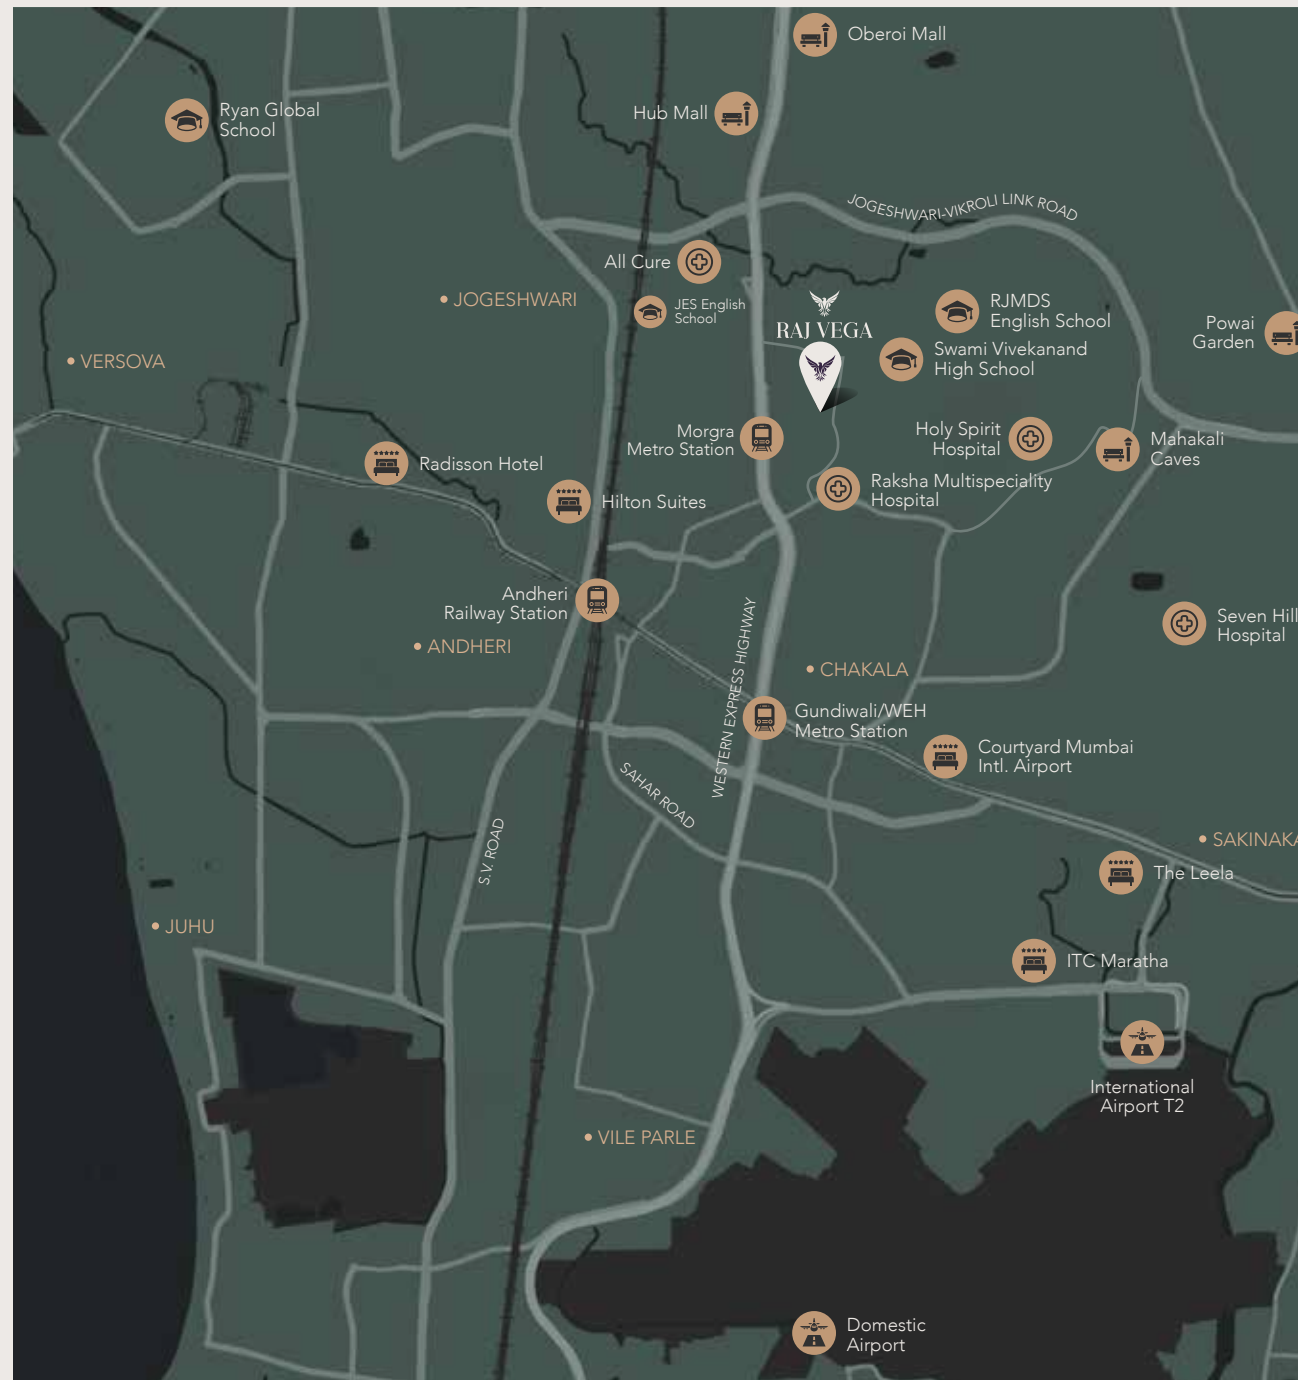 Oberoi Mall
Ryan Global
School
Hub Mall
JOGESHWARI-VIKROLI LINK ROAD
All Cure
JOGESHWARI
JES English
School
RAJ VEGA
RJMDS
English School
Powai
Garden
VERSOVA
Swami Vivekanand
High School
Morgra
Metro Station
Holy Spirit
Hospital
Mahakali
Caves
Radisson Hotel
Hilton Suites
Raksha Multispeciality
Hospital
Andheri
Railway Station
Seven Hill
Hospital
ANDHERI
WESTERN EXPRESS HIGHWAY
CHAKALA
Gundiwali/WEH
Metro Station
Courtyard Mumbai
Intl. Airport
SAHAR ROAD
S.V. ROAD
SAKINAKA
The Leela
JUHU
ITC Maratha
International
Airport T2
VILE PARLE
Domestic
Airport